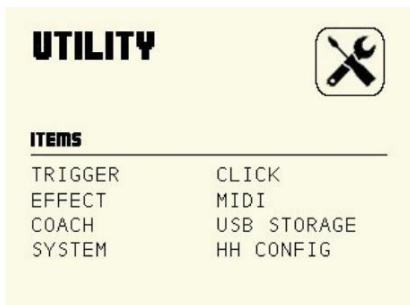 UTILITY
ITEMS
TRIGGER CLICK
EFFECT MIDI
COACH USB STORAGE
SYSTEM HH CONFIG